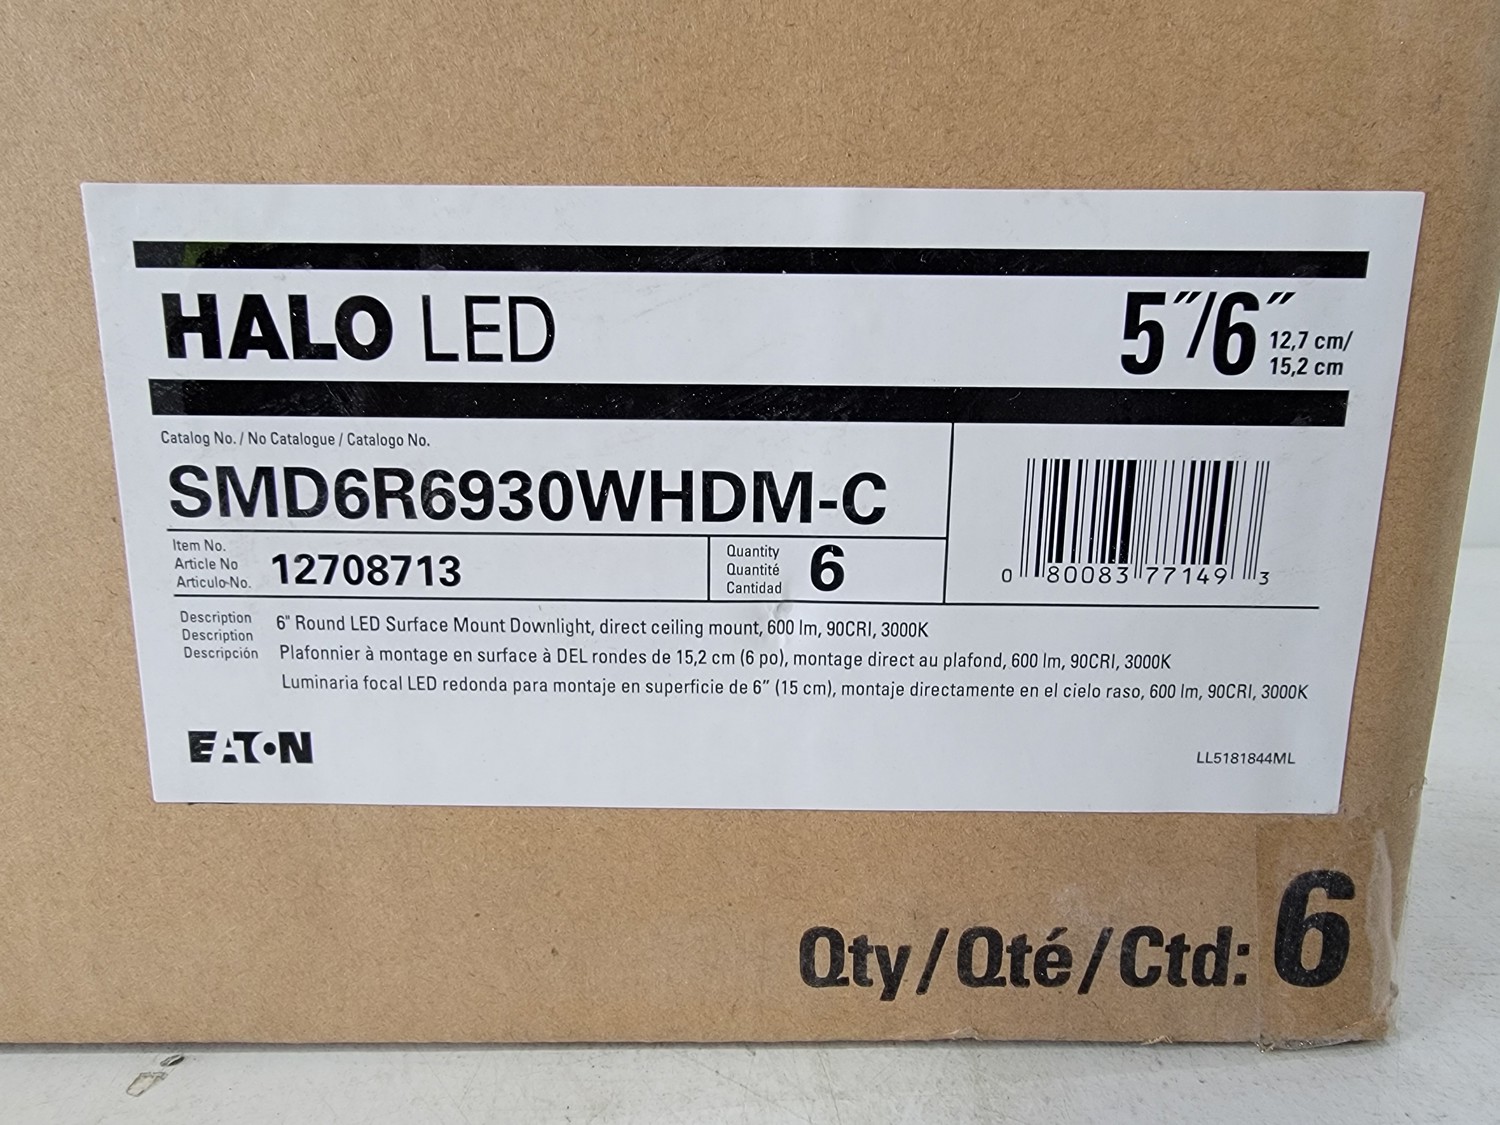 HALO LED
5"/6" 12,7 cm/
15,2 cm
Catalog No. / No Catalogue / Catalogo No.
SMD6R6930WHDM-C
Item No.
Article No
Articulo-No.
12708713
Quantity
Quantité
Cantidad
6
0 80083 77149 3
Description
Description
Descripción
6" Round LED Surface Mount Downlight, direct ceiling mount, 600 lm, 90CRI, 3000K
Plafonnier à montage en surface à DEL rondes de 15,2 cm (6 po), montage direct au plafond, 600 lm, 90CRI, 3000K
Luminaria focal LED redonda para montaje en superficie de 6" (15 cm), montaje directamente en el cielo raso, 600 lm, 90CRI, 3000K
EATON
LL5181844ML
Qty/Qté/Ctd: 6